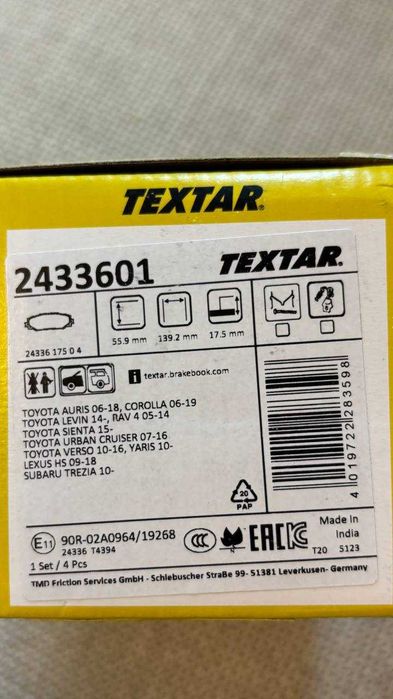 TEXTAR®
2433601 TEXTAR®
55.9 mm 139.2 mm 17.5 mm
24336 175 0 4
i textar.brakebook.com
TOYOTA AURIS 06-18, COROLLA 06-19
TOYOTA LEVIN 14-, RAV 4 05-14
TOYOTA SIENTA 15-
TOYOTA URBAN CRUISER 07-16
TOYOTA VERSO 10-16, YARIS 10-
LEXUS HS 09-18
SUBARU TREZIA 10-
4 019722 283598
20
PAP
E11 90R-02A0964/19268 CCC EAC Made in
India
24336 T4394 T20 5123
1 Set / 4 Pcs
TMD Friction Services GmbH - Schlebuscher Straße 99- 51381 Leverkusen- Germany